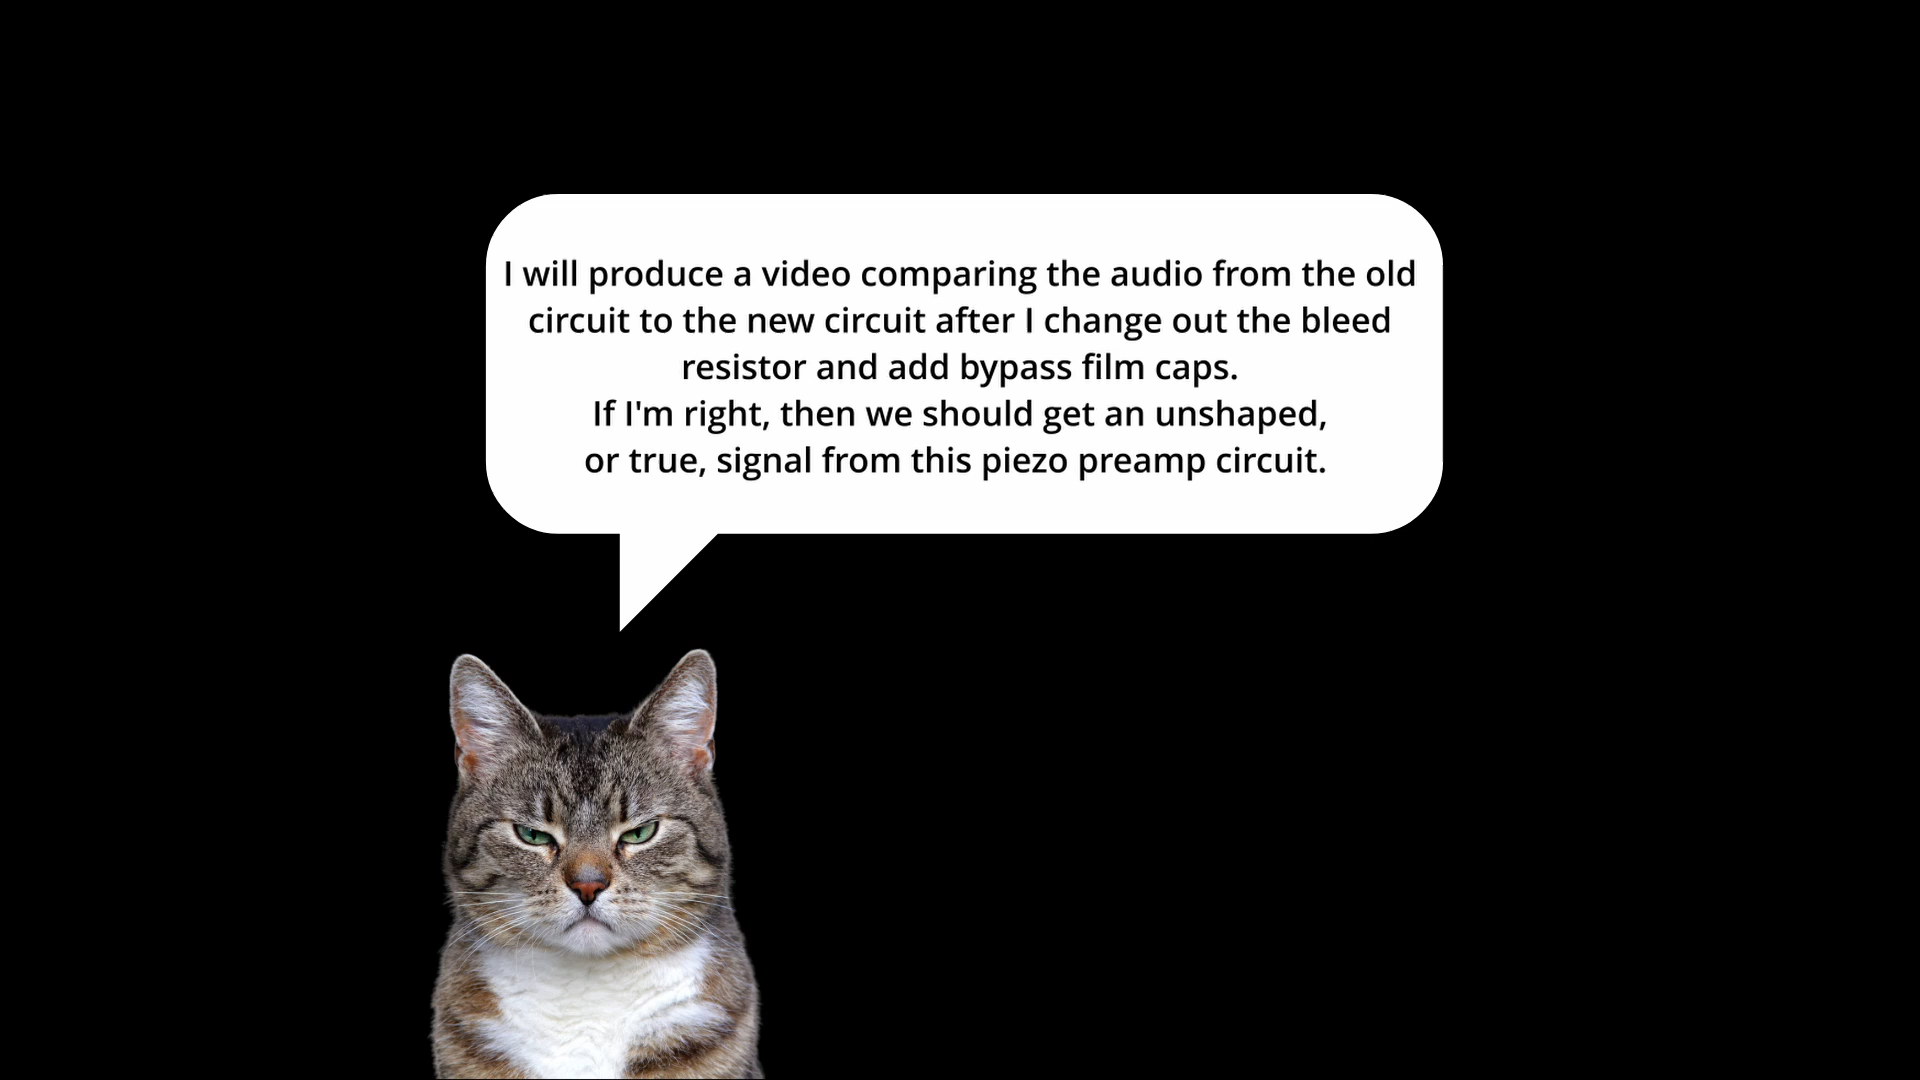 I will produce a video comparing the audio from the old
circuit to the new circuit after I change out the bleed
resistor and add bypass film caps.
If I'm right, then we should get an unshaped,
or true, signal from this piezo preamp circuit.